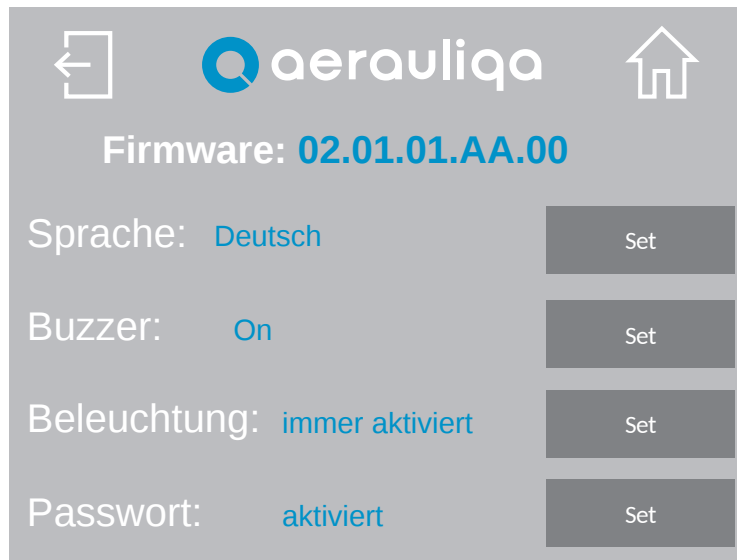 aerauliqa
Firmware: 02.01.01.AA.00
Sprache: Deutsch Set
Buzzer: On Set
Beleuchtung: immer aktiviert Set
Passwort: aktiviert Set